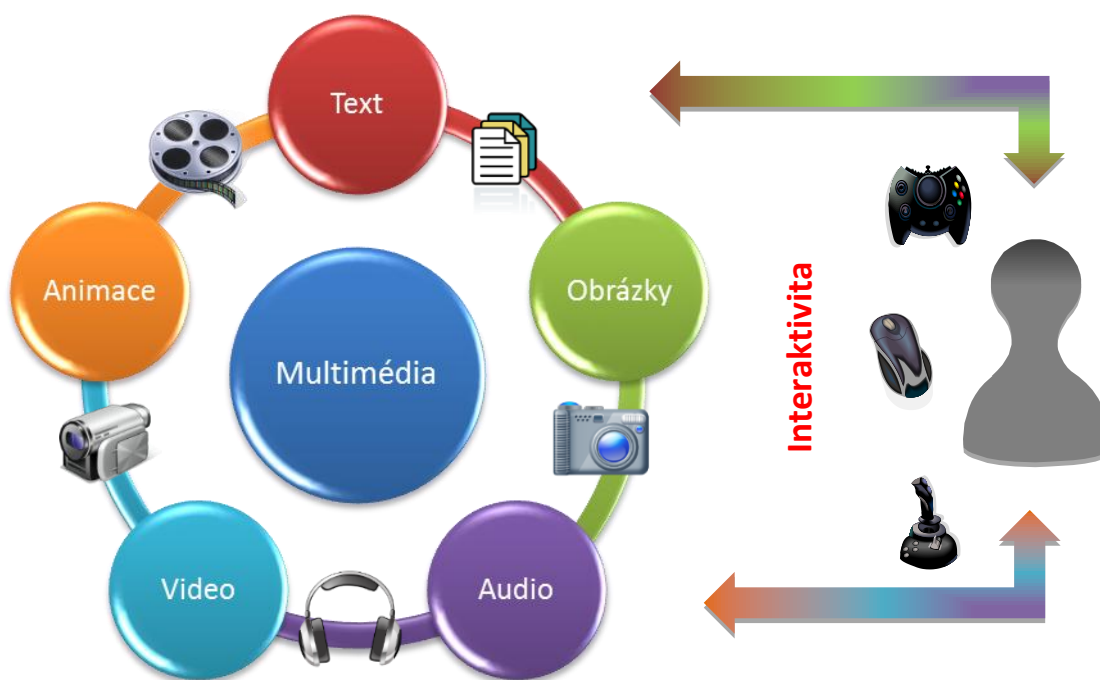 Text
Animace
Obrázky
Multimédia
Video
Audio
Interaktivita